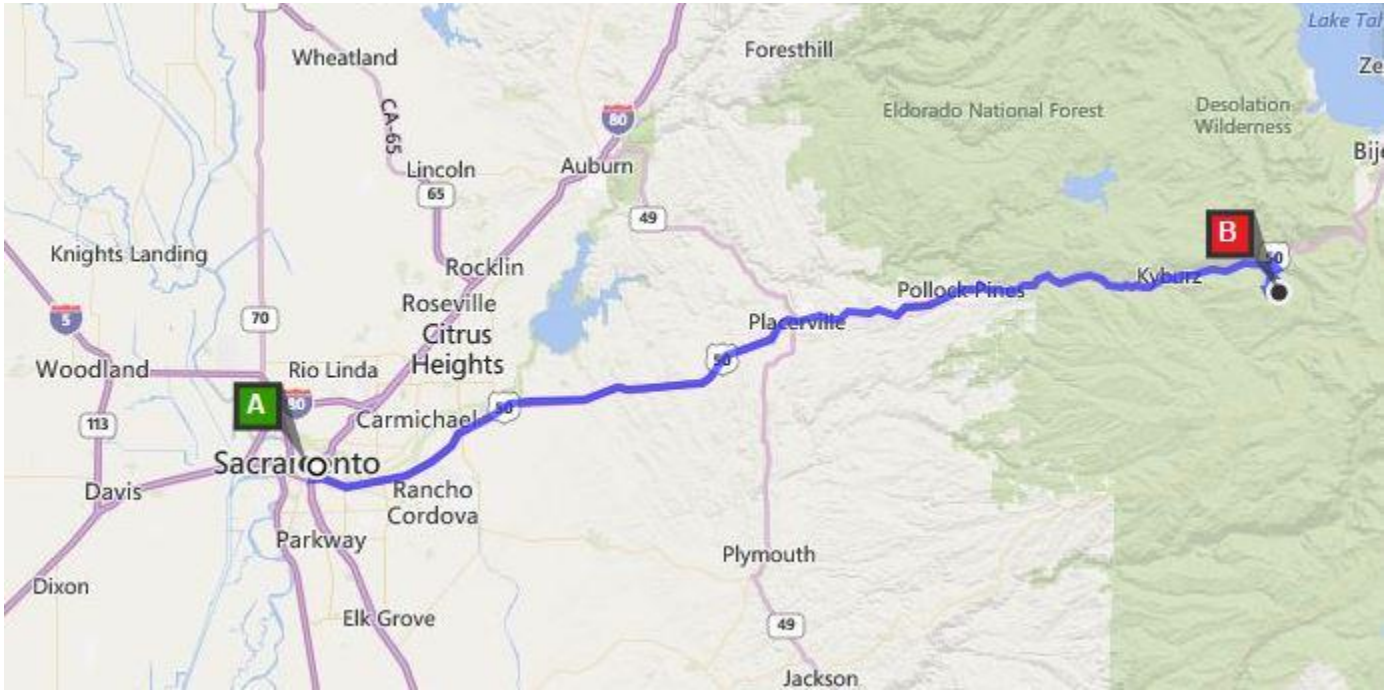 Lake Tah
Wheatland
Foresthill
Ze
CA-65
80
Eldorado National Forest
Desolation
Wilderness
Auburn
Lincoln
65
Bije
49
B
Knights Landing
Rocklin
50
Kyburz
Pollock Pines
Roseville
5
70
Placerville
Citrus
Heights
50
Woodland
Rio Linda
A
80
50
113
Carmichael
Sacramento
Davis
Rancho
Cordova
Parkway
Plymouth
Dixon
Elk Grove
49
Jackson